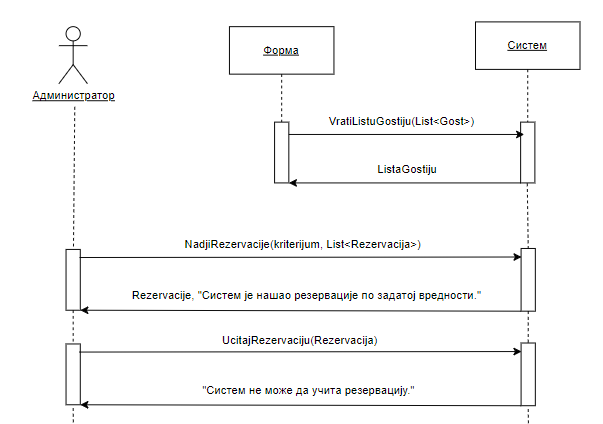 Администратор
Форма
Систем
VratiListuGostiju(List<Gost>)
ListaGostiju
NadjiRezervacije(kriterijum, List<Rezervacija>)
Rezervacije, "Систем је нашао резервације по задатој вредности."
UcitajRezervaciju(Rezervacija)
"Систем не може да учита резервацију."